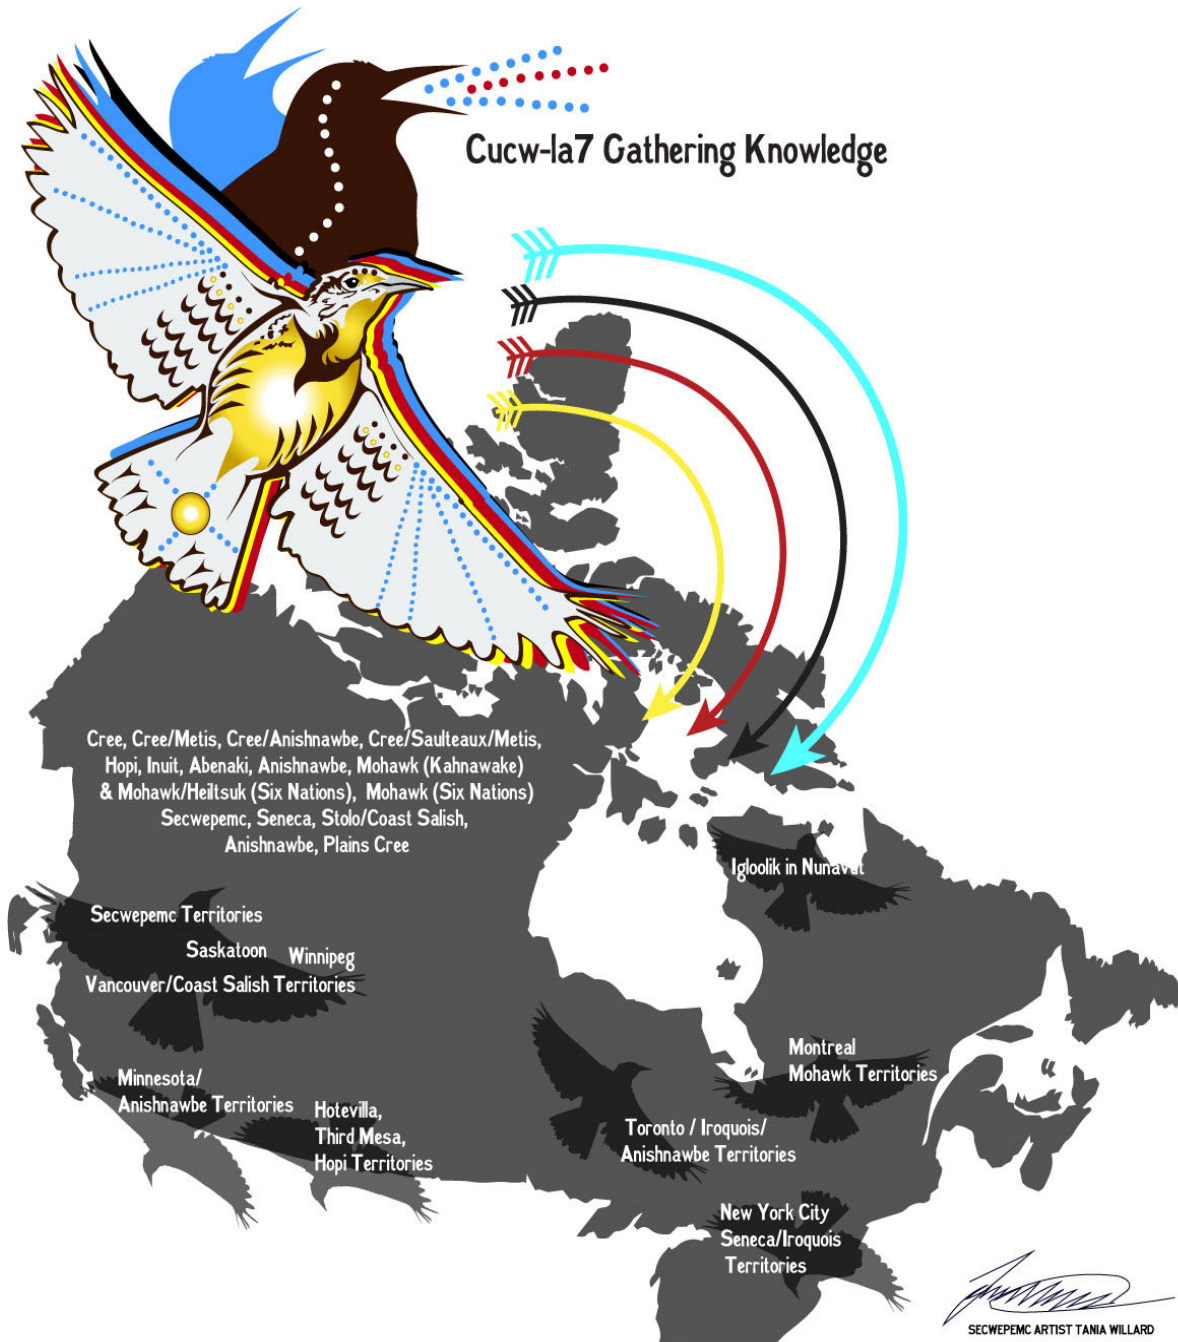 Cucw-la7 Gathering Knowledge
Cree, Cree/Metis, Cree/Anishnawbe, Cree/Saulteaux/Metis,
Hopi, Inuit, Abenaki, Anishnawbe, Mohawk (Kahnawake)
& Mohawk/Heiltsuk (Six Nations), Mohawk (Six Nations)
Secwepemc, Seneca, Stolo/Coast Salish,
Anishnawbe, Plains Cree
Igloolik in Nunavut
Secwepemc Territories
Saskatoon
Winnipeg
Vancouver/Coast Salish Territories
Minnesota/
Anishnawbe Territories
Hotevilla,
Third Mesa,
Hopi Territories
Montreal
Mohawk Territories
Toronto / Iroquois/
Anishnawbe Territories
New York City
Seneca/Iroquois
Territories
SECWEPEMC ARTIST TANIA WILLARD